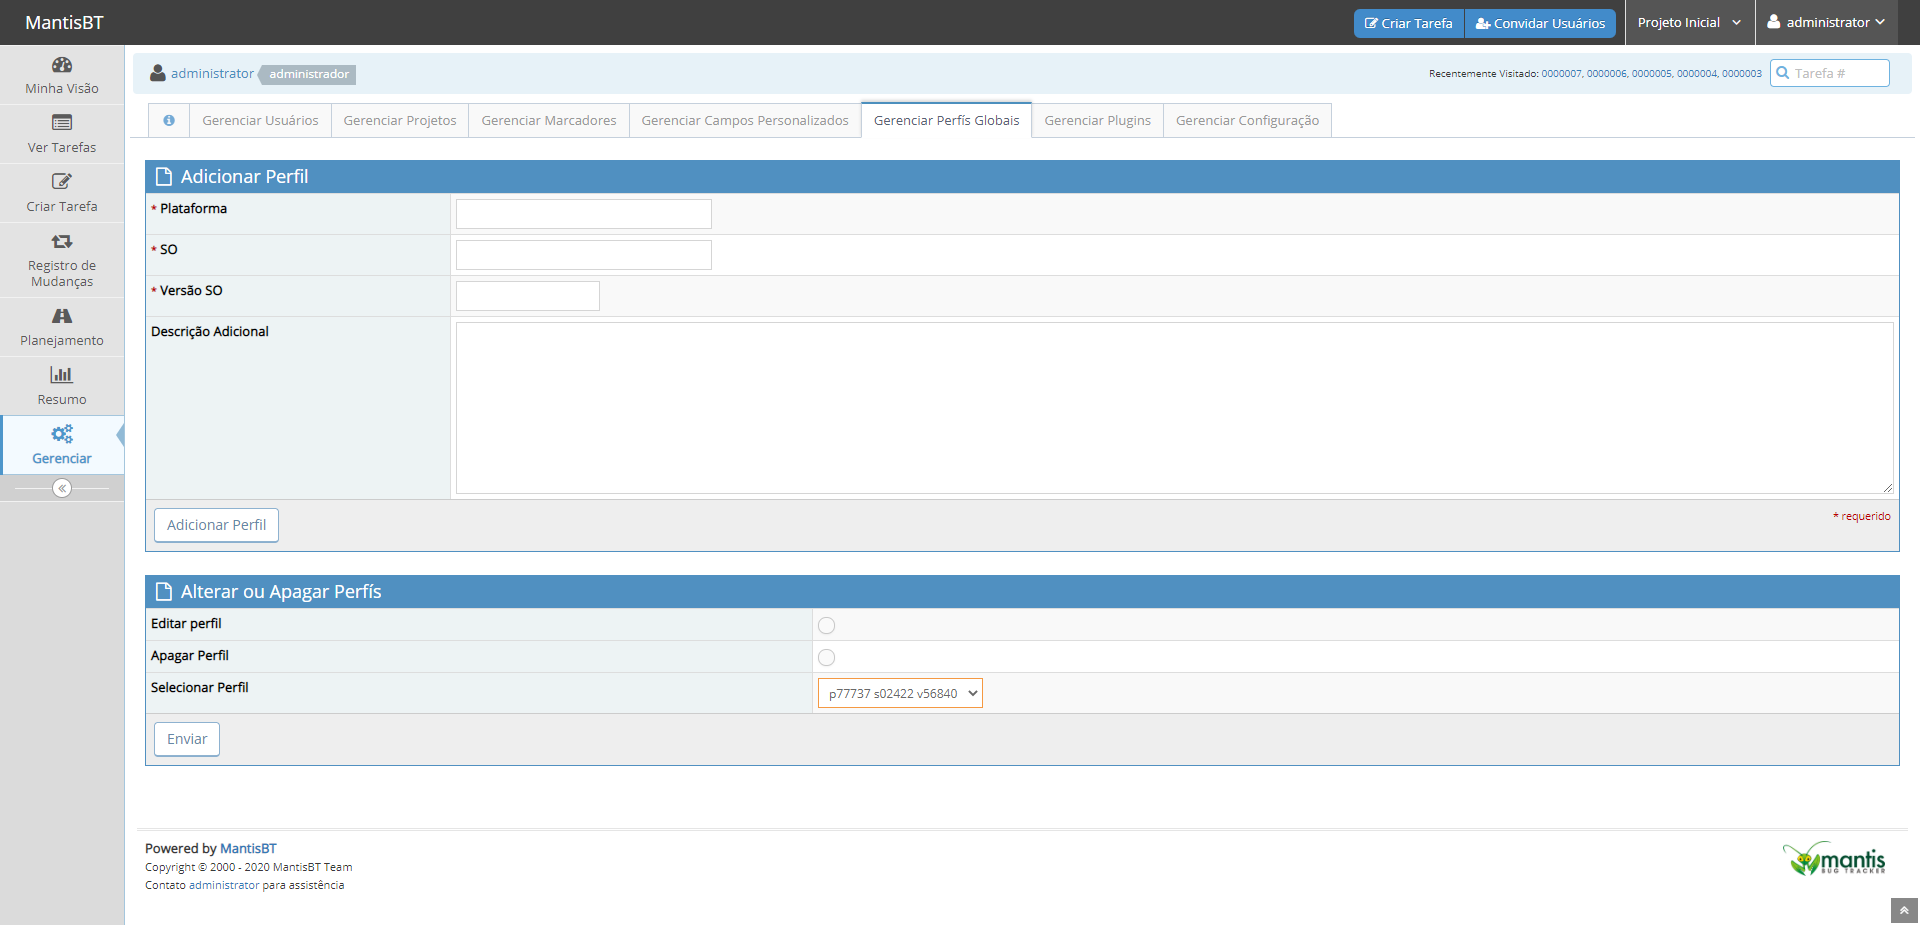 MantisBT
Criar Tarefa
Convidar Usuários
Projeto Inicial
administrator
Minha Visão
Ver Tarefas
Criar Tarefa
Registro de
Mudanças
Planejamento
Resumo
Gerenciar
administrator
administrador
Recentemente Visitado: 0000007, 0000006, 0000005, 0000004, 0000003
Tarefa #
Gerenciar Usuários
Gerenciar Projetos
Gerenciar Marcadores
Gerenciar Campos Personalizados
Gerenciar Perfís Globais
Gerenciar Plugins
Gerenciar Configuração
Adicionar Perfil
* Plataforma
* SO
* Versão SO
Descrição Adicional
Adicionar Perfil
* requerido
Alterar ou Apagar Perfís
Editar perfil
Apagar Perfil
Selecionar Perfil
p77737 s02422 v56840
Enviar
Powered by MantisBT
Copyright © 2000 - 2020 MantisBT Team
Contato administrator para assistência
mantis
BUG TRACKER